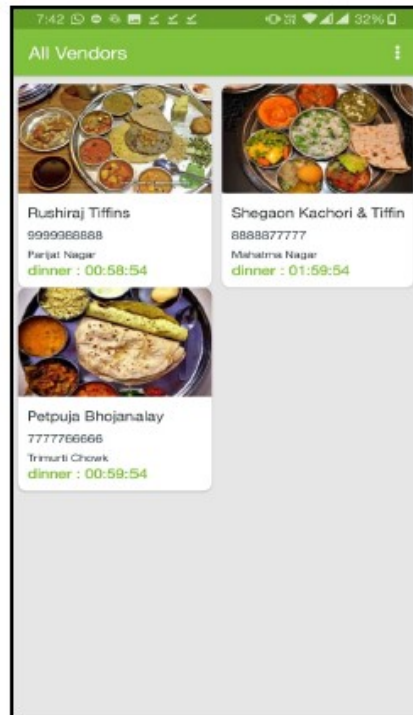 7:42 32%
All Vendors
Rushiraj Tiffins
9999988888
Parijat Nagar
dinner : 00:58:54
Shegaon Kachori & Tiffin
8888877777
Mahatma Nagar
dinner : 01:59:54
Petpuja Bhojanalay
7777766666
Trimurti Chowk
dinner : 00:59:54